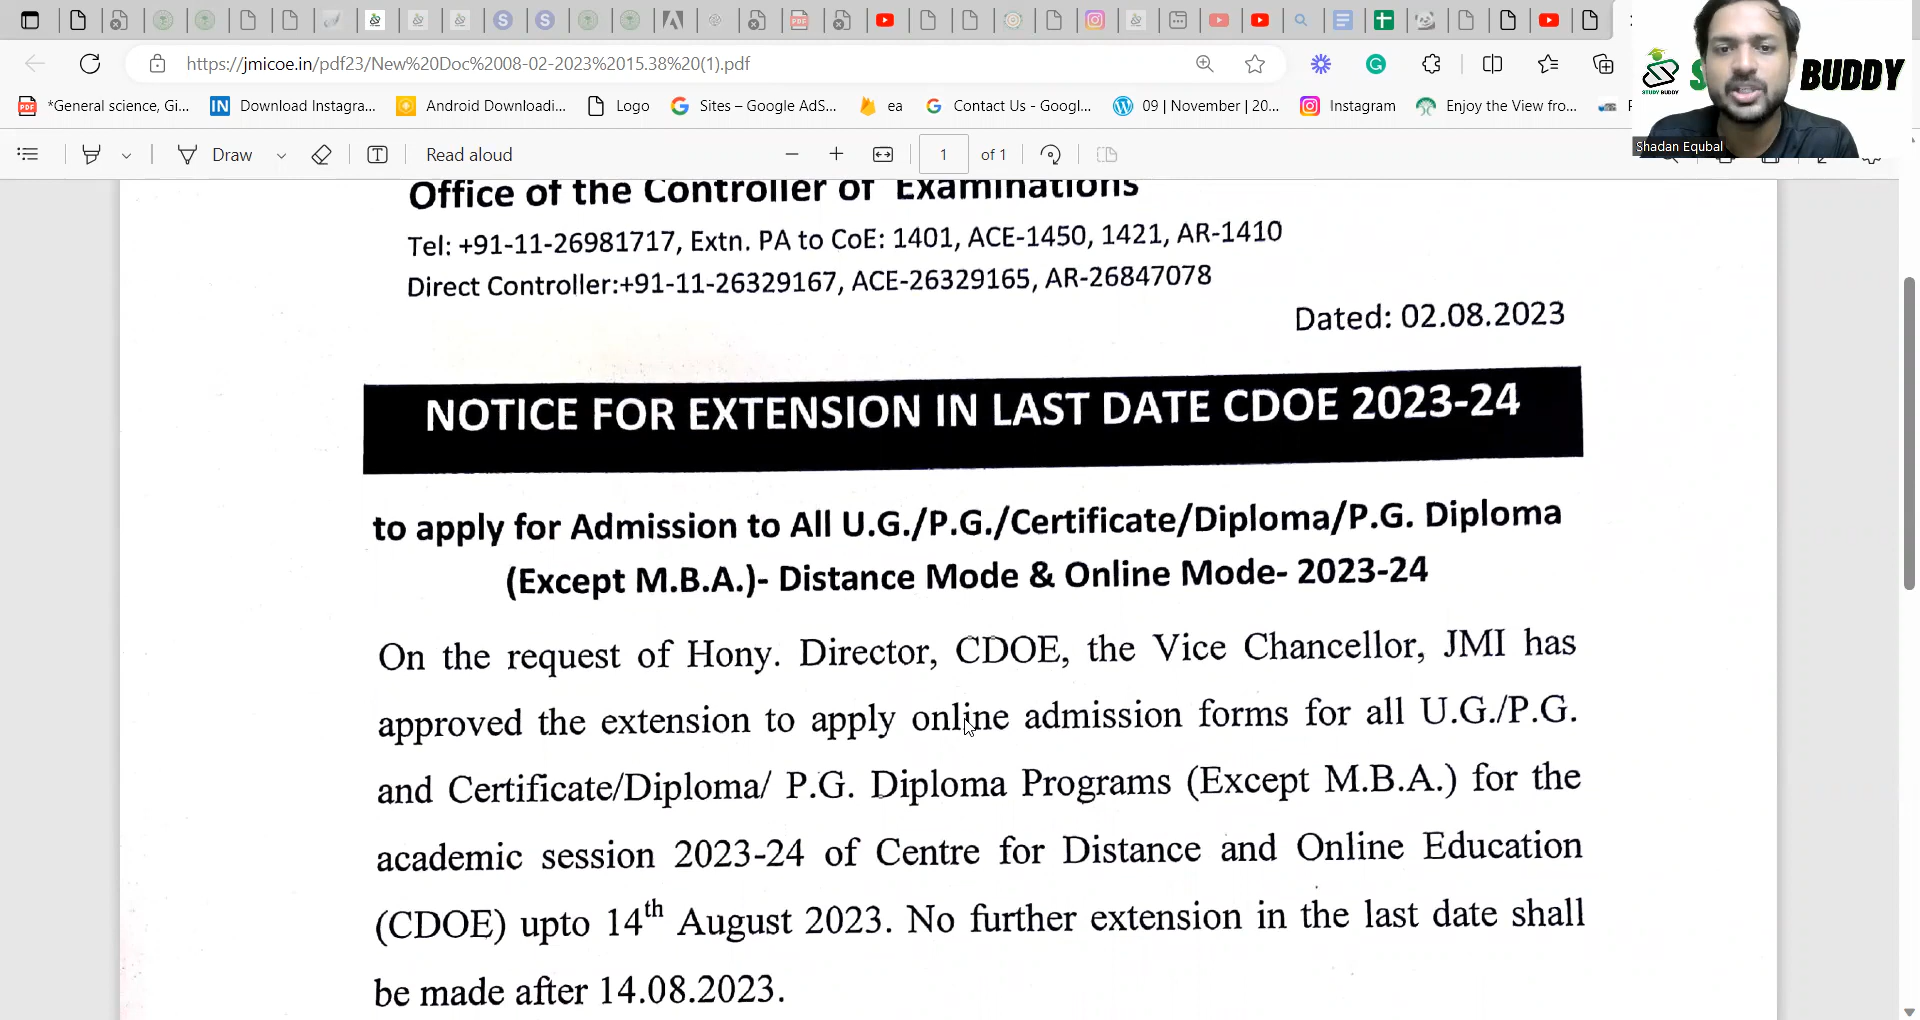 https://jmicoe.in/pdf23/New%20Doc%2008-02-2023%2015.38%20(1).pdf
*General science, Gi...
Download Instagra...
Android Downloadi...
Logo
Sites – Google AdS...
ea
Contact Us - Googl...
09 | November | 20...
Instagram
Enjoy the View fro...
BUDDY
STUDY BUDDY
Shadan Equbal
Draw
Read aloud
1
of 1
Office of the Controller of Examinations
Tel: +91-11-26981717, Extn. PA to CoE: 1401, ACE-1450, 1421, AR-1410
Direct Controller:+91-11-26329167, ACE-26329165, AR-26847078
Dated: 02.08.2023
NOTICE FOR EXTENSION IN LAST DATE CDOE 2023-24
to apply for Admission to All U.G./P.G./Certificate/Diploma/P.G. Diploma
(Except M.B.A.)- Distance Mode & Online Mode- 2023-24
On the request of Hony. Director, CDOE, the Vice Chancellor, JMI has
approved the extension to apply online admission forms for all U.G./P.G.
and Certificate/Diploma/ P.G. Diploma Programs (Except M.B.A.) for the
academic session 2023-24 of Centre for Distance and Online Education
(CDOE) upto 14th August 2023. No further extension in the last date shall
be made after 14.08.2023.